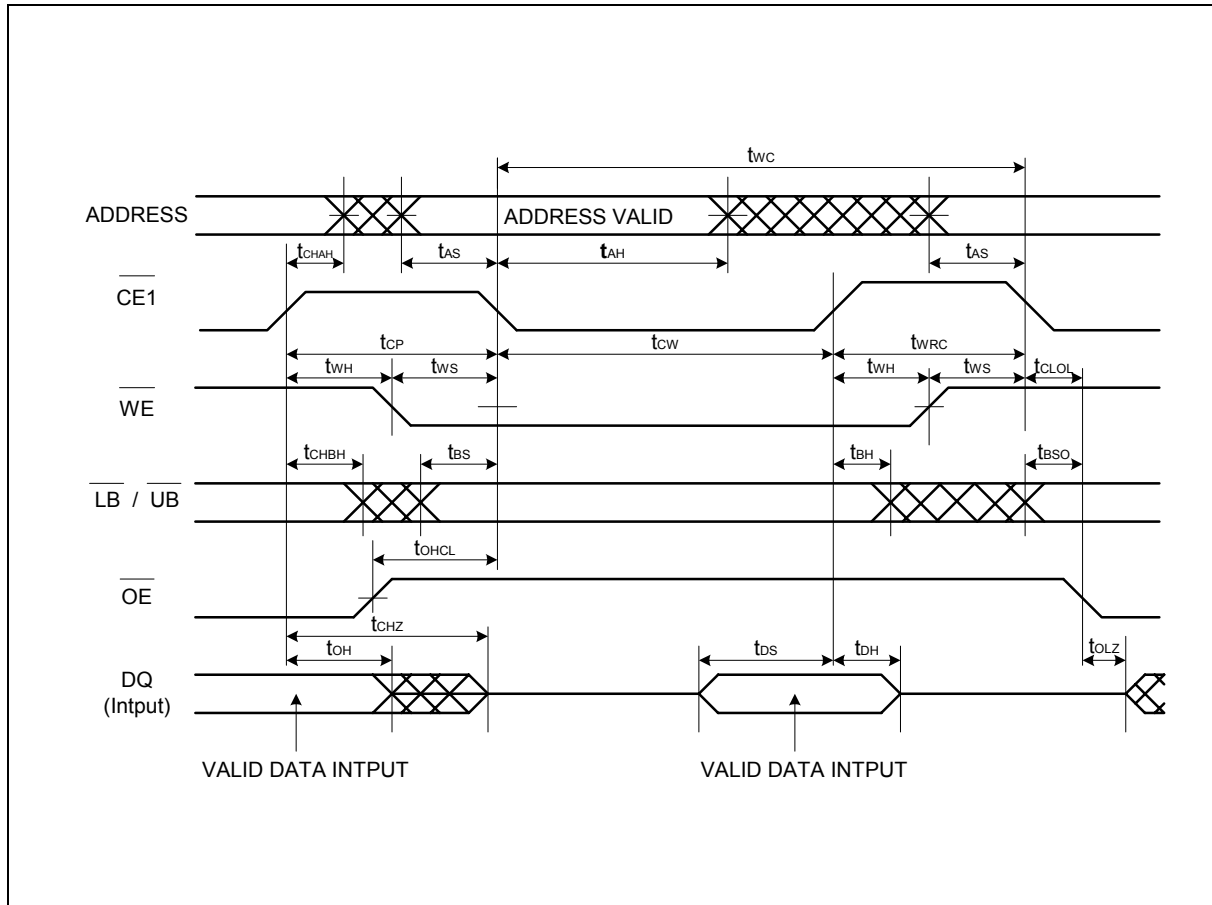 tWC
ADDRESS
ADDRESS VALID
tCHAH
tAS
tAH
tAS
CE1
tCP
tCW
tWRC
tWH
tWS
tWH
tWS
tCLOL
WE
tCHBH
tBS
tBH
tBSO
LB / UB
tOHCL
OE
tCHZ
tOH
tDS
tDH
tOLZ
DQ
(Intput)
VALID DATA INTPUT
VALID DATA INTPUT